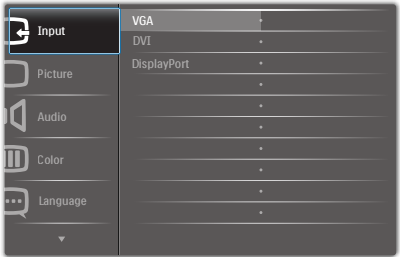 Input
Picture
Audio
Color
Language
VGA
DVI
DisplayPort